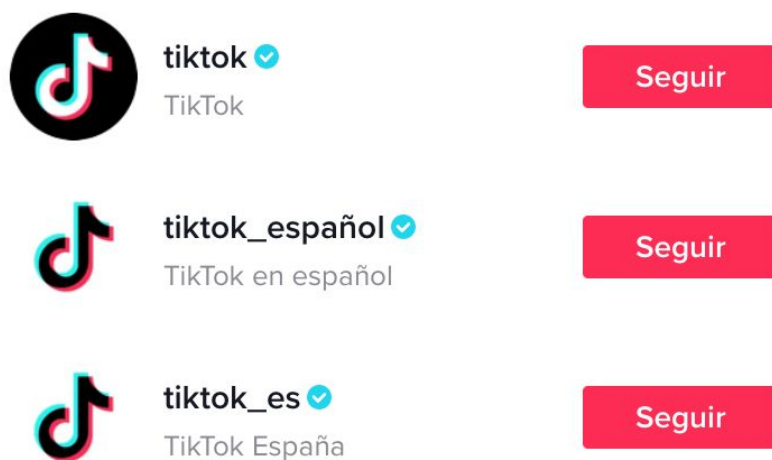 tiktok
TikTok
Seguir
tiktok_español
TikTok en español
Seguir
tiktok_es
TikTok España
Seguir